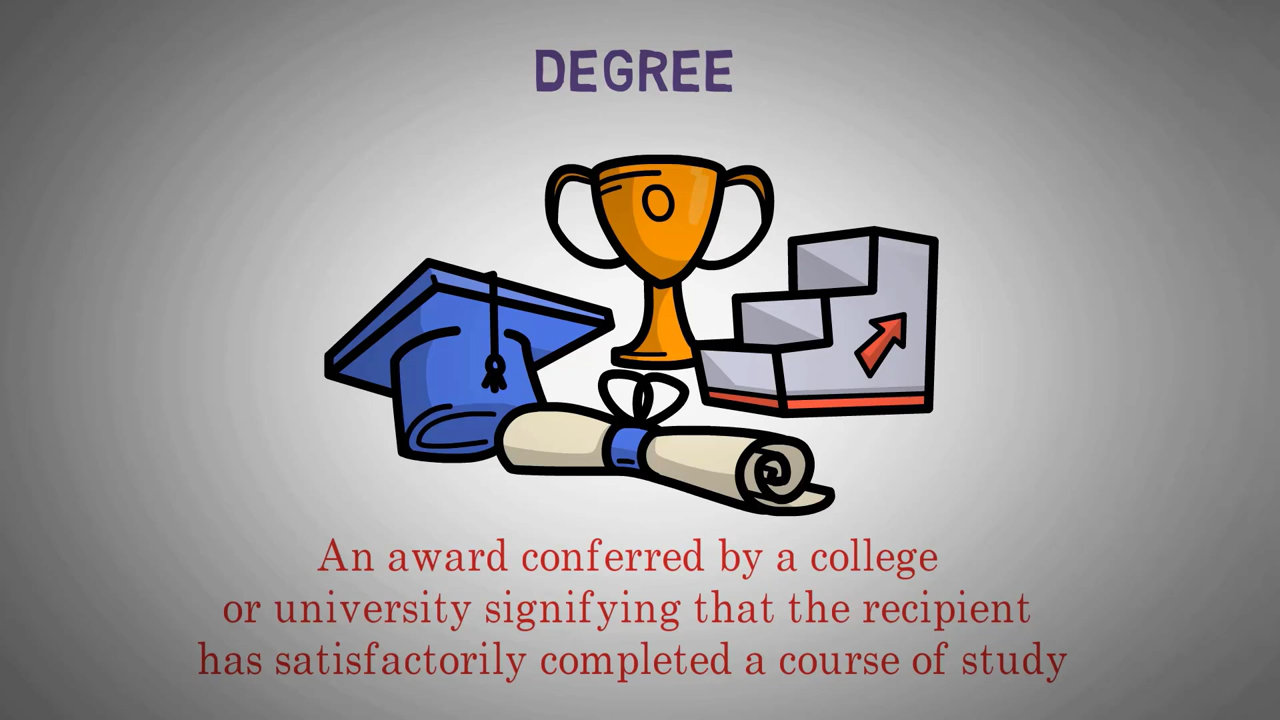 DEGREE
An award conferred by a college
or university signifying that the recipient
has satisfactorily completed a course of study